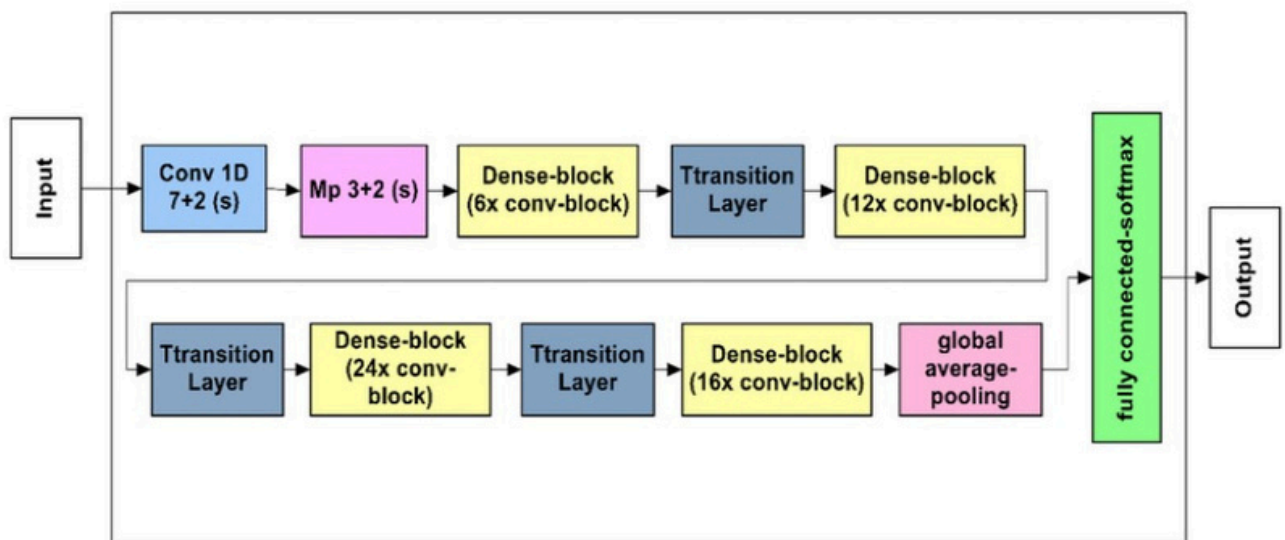 Input
Conv 1D
7+2 (s)
Mp 3+2 (s)
Dense-block
(6x conv-block)
Ttransition
Layer
Dense-block
(12x conv-block)
Ttransition
Layer
Dense-block
(24x conv-
block)
Ttransition
Layer
Dense-block
(16x conv-block)
global
average-
pooling
fully connected-softmax
Output